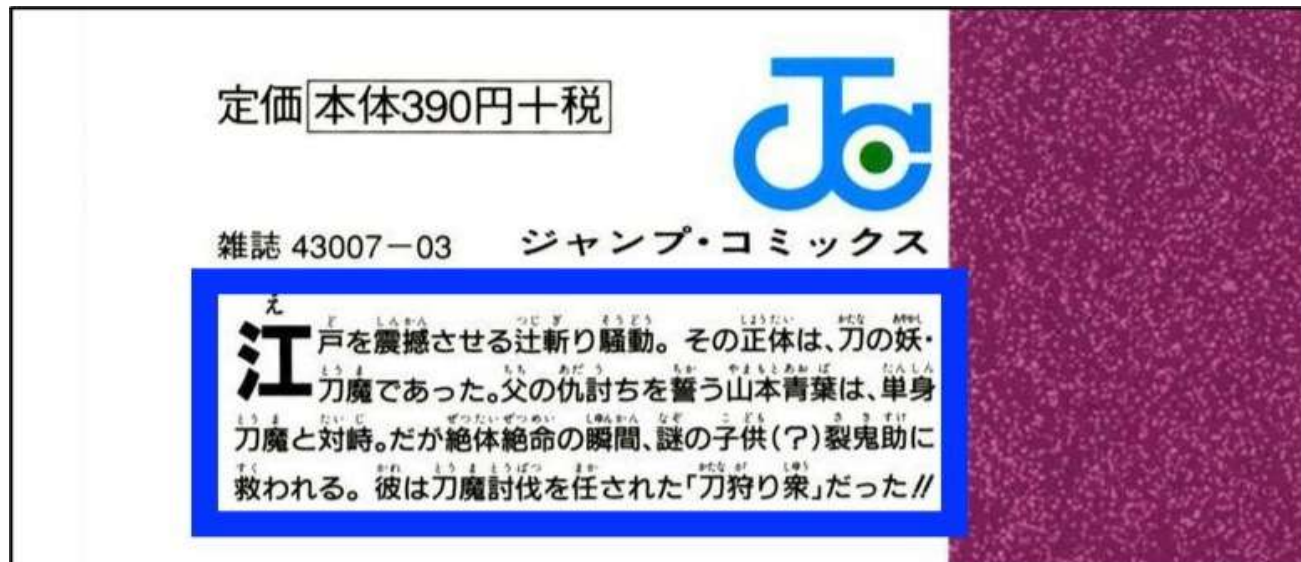 定価 本体390円+税
雑誌 43007-03
ジャンプ・コミックス
江戸を震撼させる辻斬り騒動。その正体は、刀の妖・
刀魔であった。父の仇討ちを誓う山本青葉は、単身
刀魔と対峙。だが絶体絶命の瞬間、謎の子供(?)裂鬼助に
救われる。彼は刀魔討伐を任された「刀狩り衆」だった!!